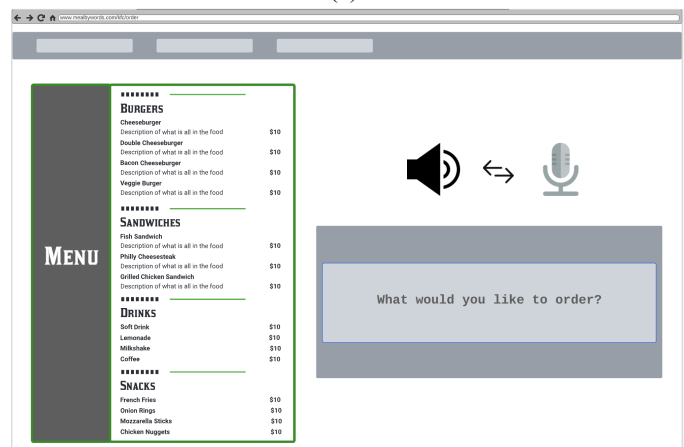 www.mealbywords.com/kfc/order
MENU
BURGERS
Cheeseburger
Description of what is all in the food $10
Double Cheeseburger
Description of what is all in the food $10
Bacon Cheeseburger
Description of what is all in the food $10
Veggie Burger
Description of what is all in the food $10
SANDWICHES
Fish Sandwich
Description of what is all in the food $10
Philly Cheesesteak
Description of what is all in the food $10
Grilled Chicken Sandwich
Description of what is all in the food $10
DRINKS
Soft Drink $10
Lemonade $10
Milkshake $10
Coffee $10
SNACKS
French Fries $10
Onion Rings $10
Mozzarella Sticks $10
Chicken Nuggets $10
What would you like to order?